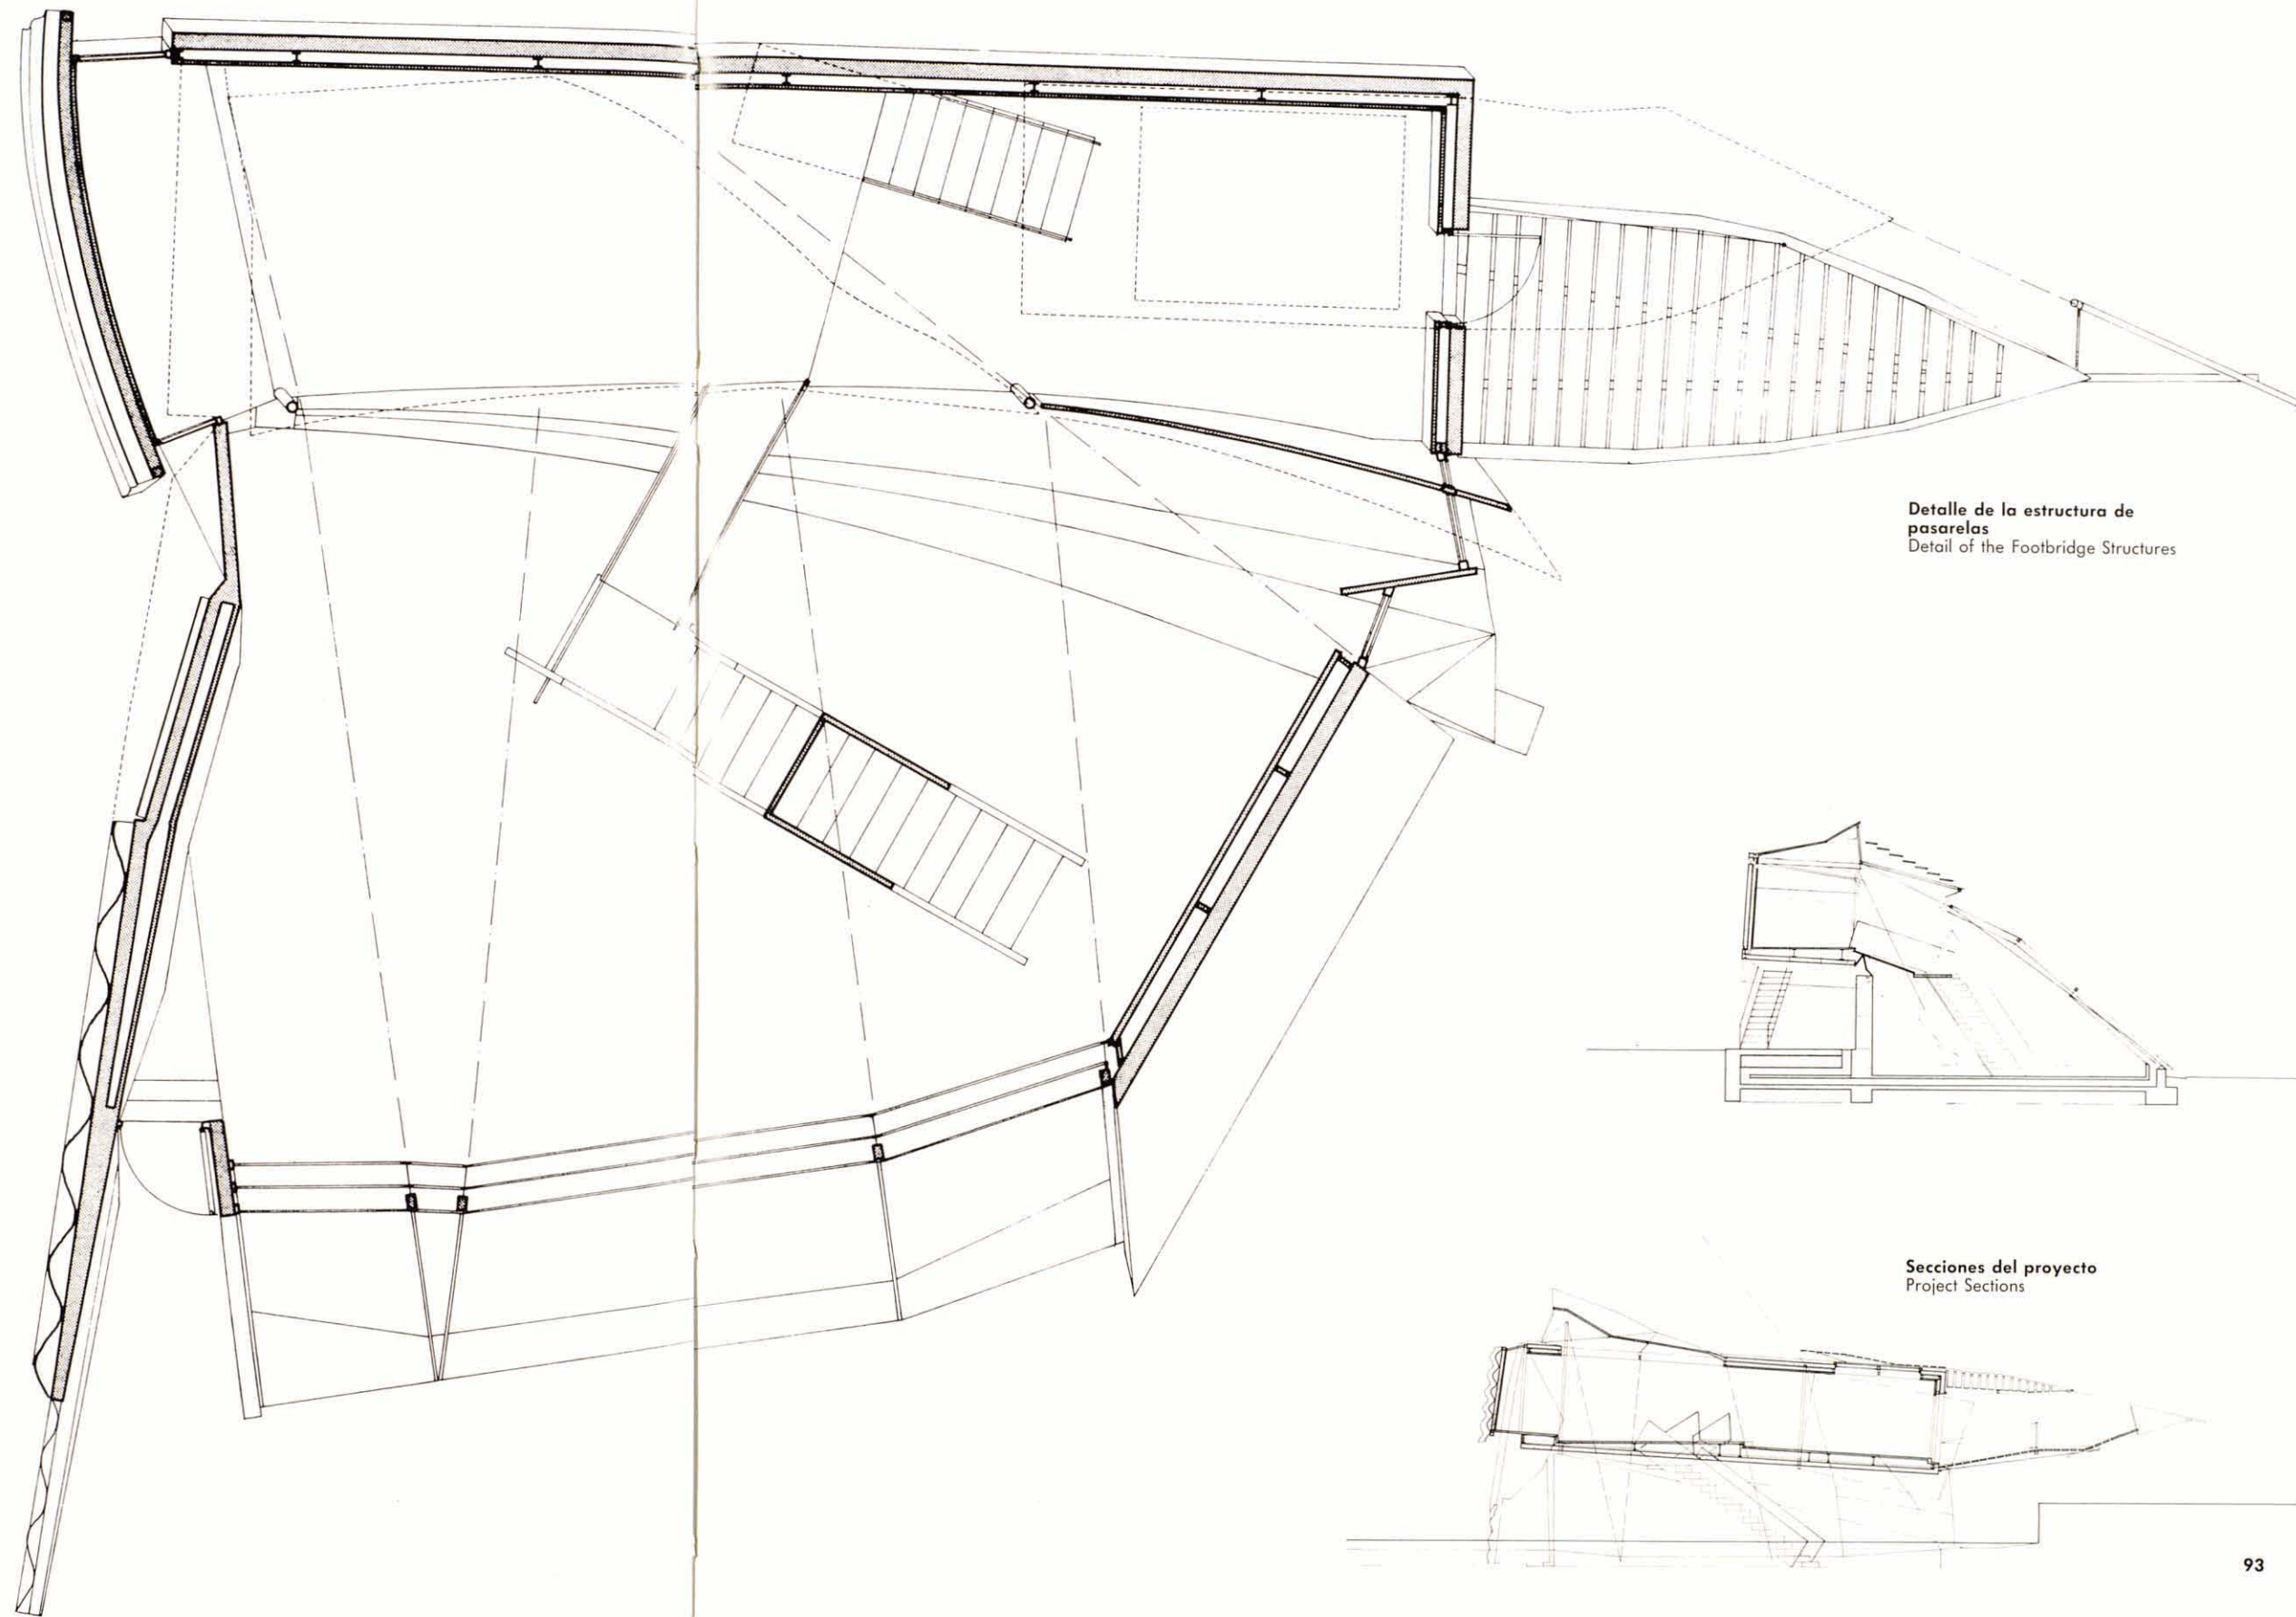 Detalle de la estructura de
pasarelas
Detail of the Footbridge Structures
Secciones del proyecto
Project Sections
93